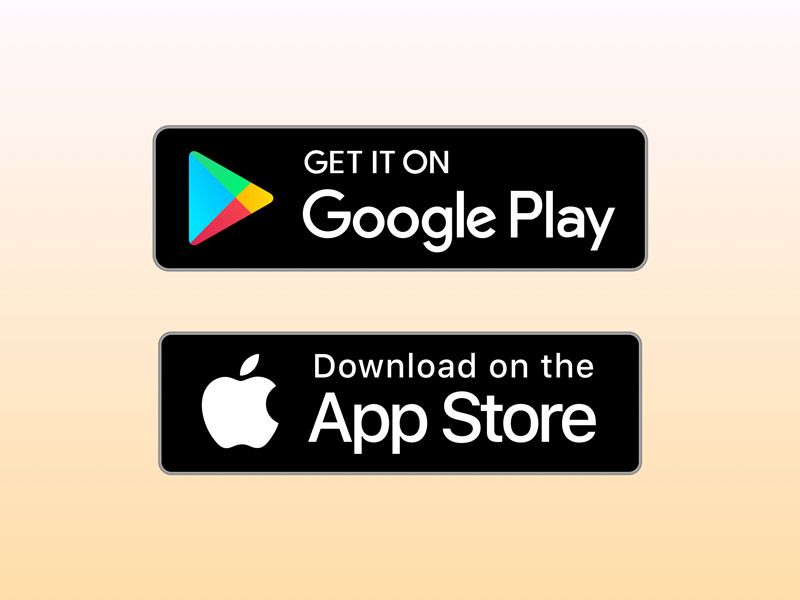 GET IT ON
Google Play
Download on the
App Store